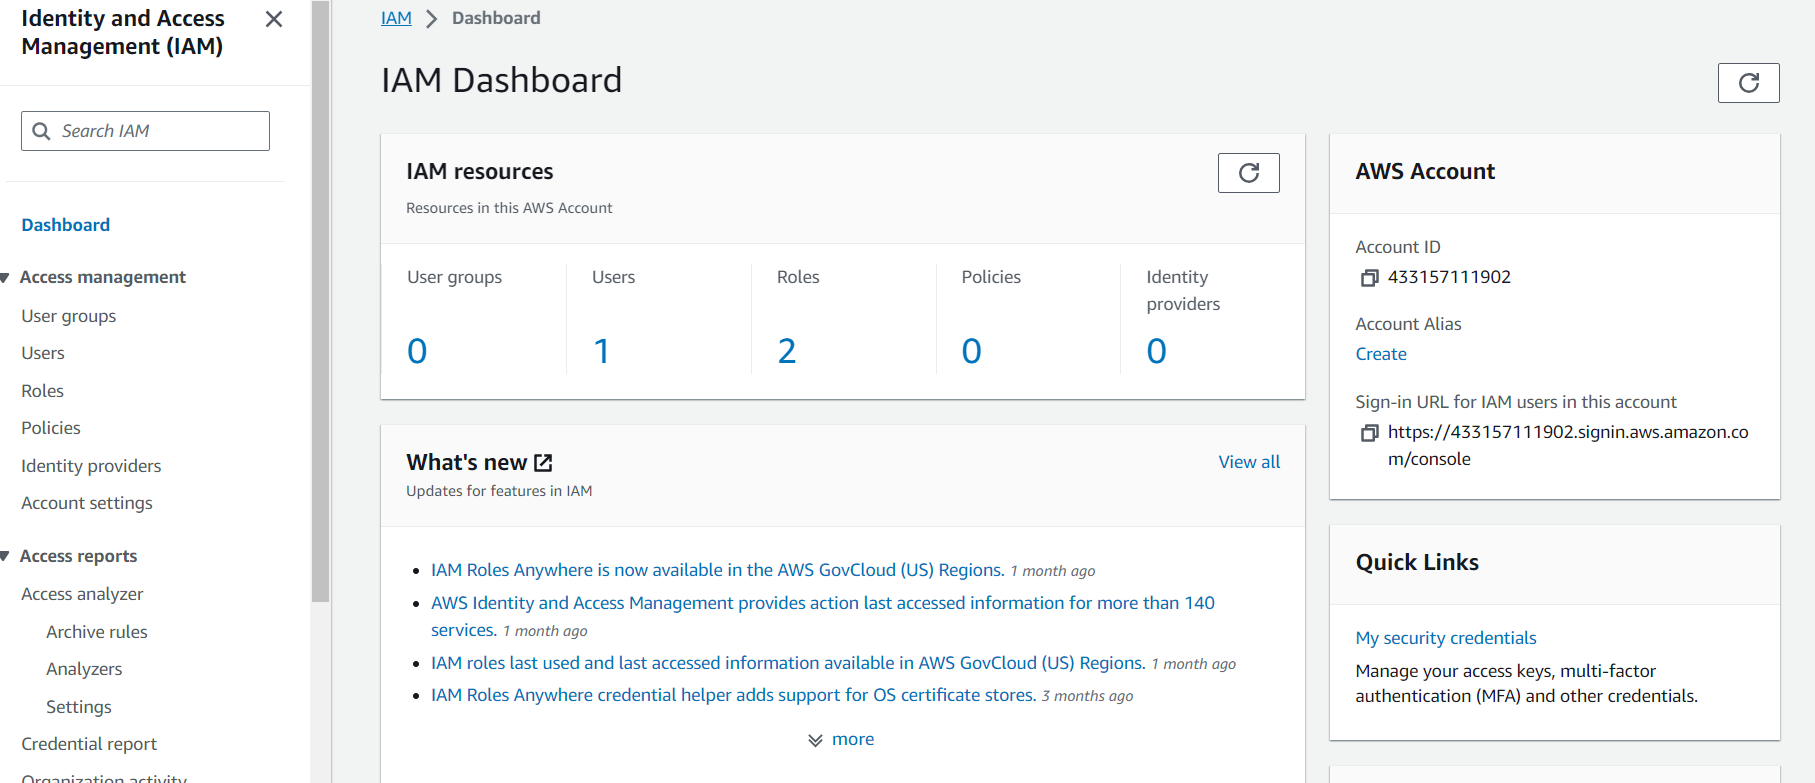 Identity and Access
Management (IAM)
Search IAM
Dashboard
Access management
User groups
Users
Roles
Policies
Identity providers
Account settings
Access reports
Access analyzer
Archive rules
Analyzers
Settings
Credential report
Organization activity
IAM > Dashboard
IAM Dashboard
IAM resources
Resources in this AWS Account
User groups
0
Users
1
Roles
2
Policies
0
Identity
providers
0
What's new
View all
Updates for features in IAM
IAM Roles Anywhere is now available in the AWS GovCloud (US) Regions. 1 month ago
AWS Identity and Access Management provides action last accessed information for more than 140
services. 1 month ago
IAM roles last used and last accessed information available in AWS GovCloud (US) Regions. 1 month ago
IAM Roles Anywhere credential helper adds support for OS certificate stores. 3 months ago
more
AWS Account
Account ID
433157111902
Account Alias
Create
Sign-in URL for IAM users in this account
https://433157111902.signin.aws.amazon.co
m/console
Quick Links
My security credentials
Manage your access keys, multi-factor
authentication (MFA) and other credentials.